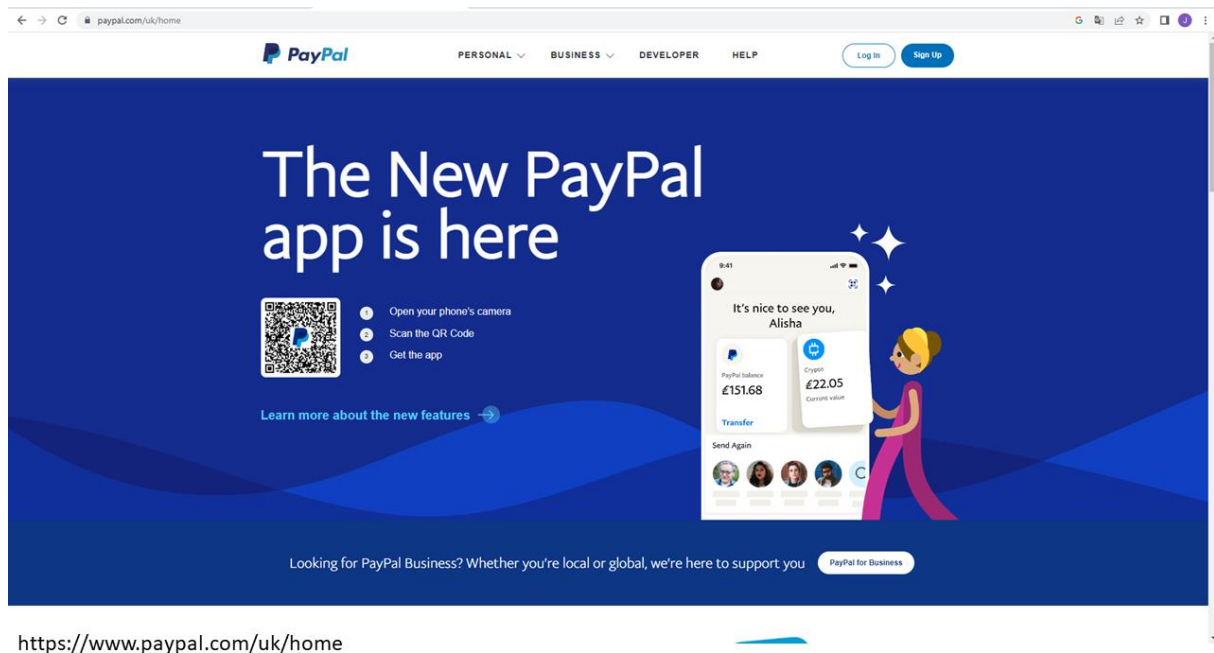 paypal.com/uk/home
PayPal
PERSONAL
BUSINESS
DEVELOPER
HELP
Log In
Sign Up
The New PayPal
app is here
1 Open your phone's camera
2 Scan the QR Code
3 Get the app
Learn more about the new features
9:41
It's nice to see you,
Alisha
PayPal balance
£151.68
Transfer
Crypto
£22.05
Current value
Send Again
C
Looking for PayPal Business? Whether you're local or global, we're here to support you
PayPal for Business
https://www.paypal.com/uk/home